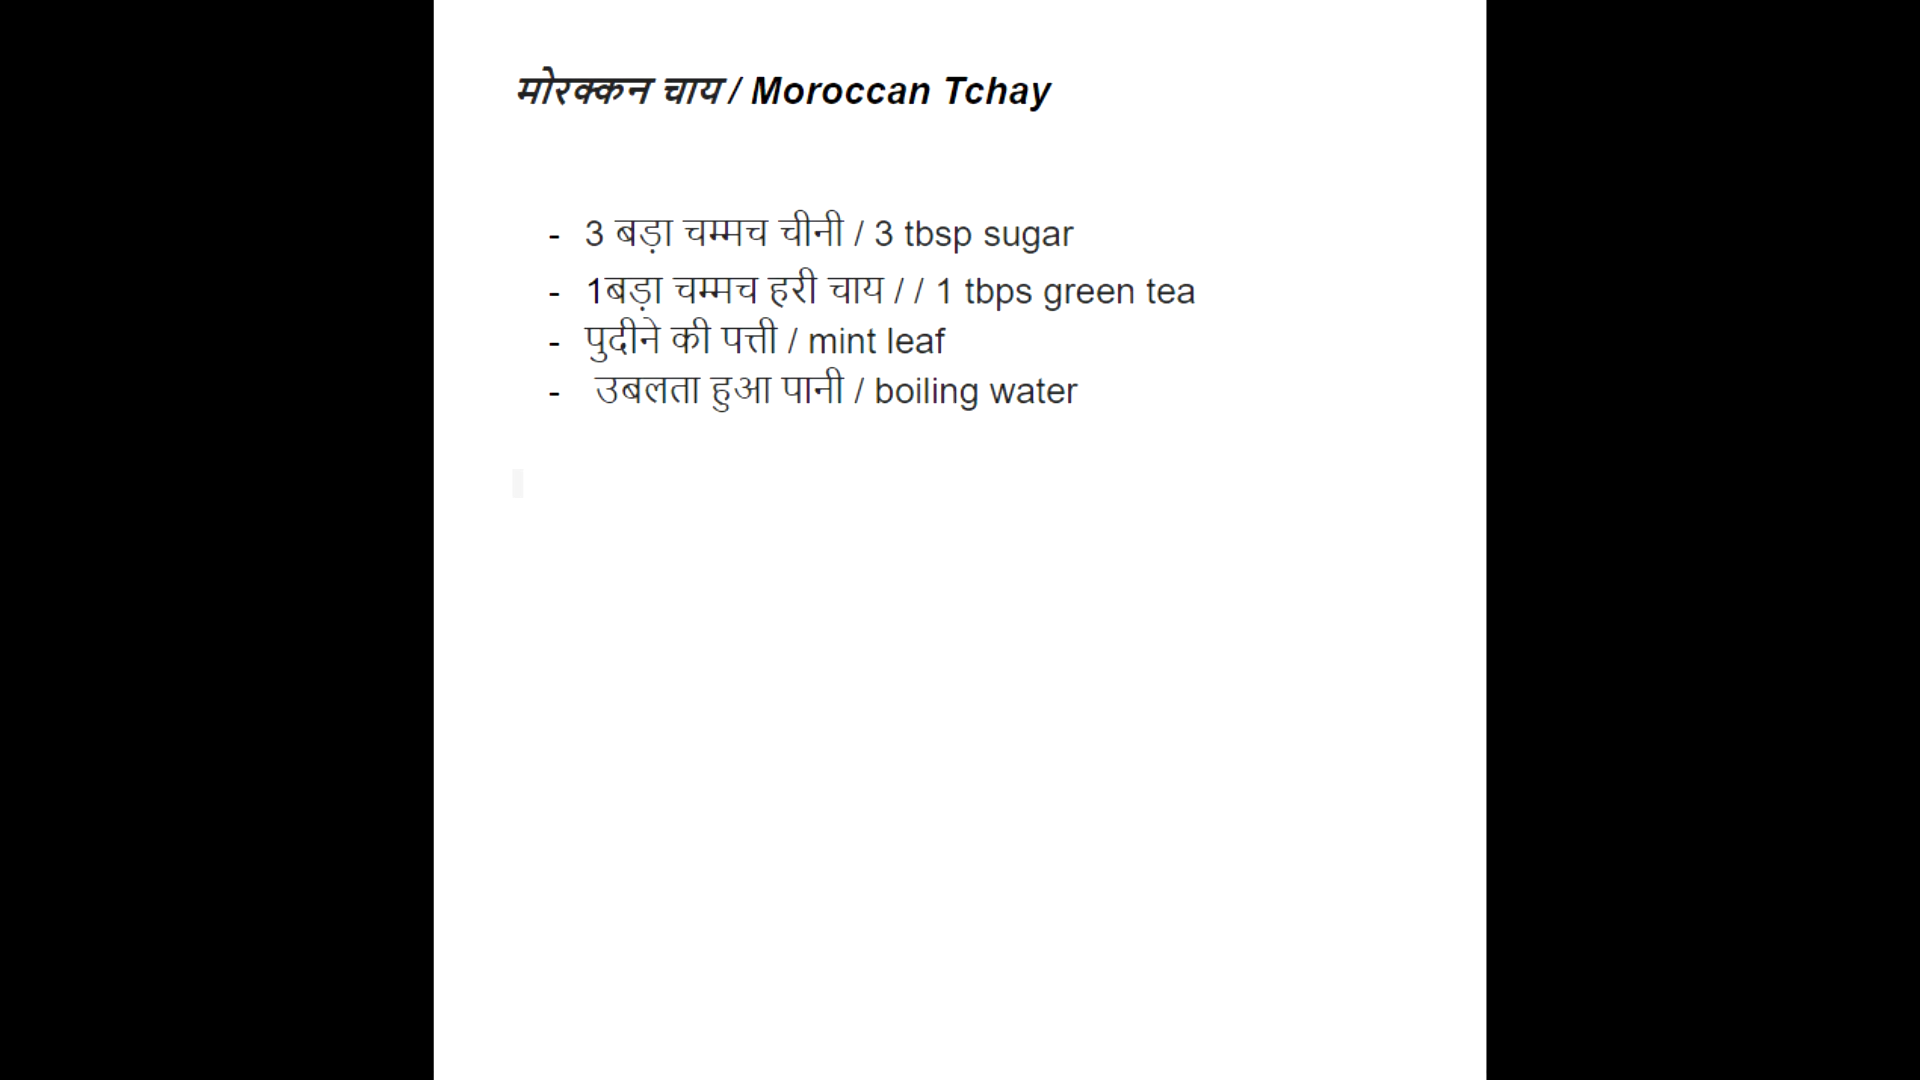 मोरक्कन चाय / Moroccan Tchay
- 3 बड़ा चम्मच चीनी / 3 tbsp sugar
- 1बड़ा चम्मच हरी चाय / / 1 tbps green tea
- पुदीने की पत्ती / mint leaf
- उबलता हुआ पानी / boiling water